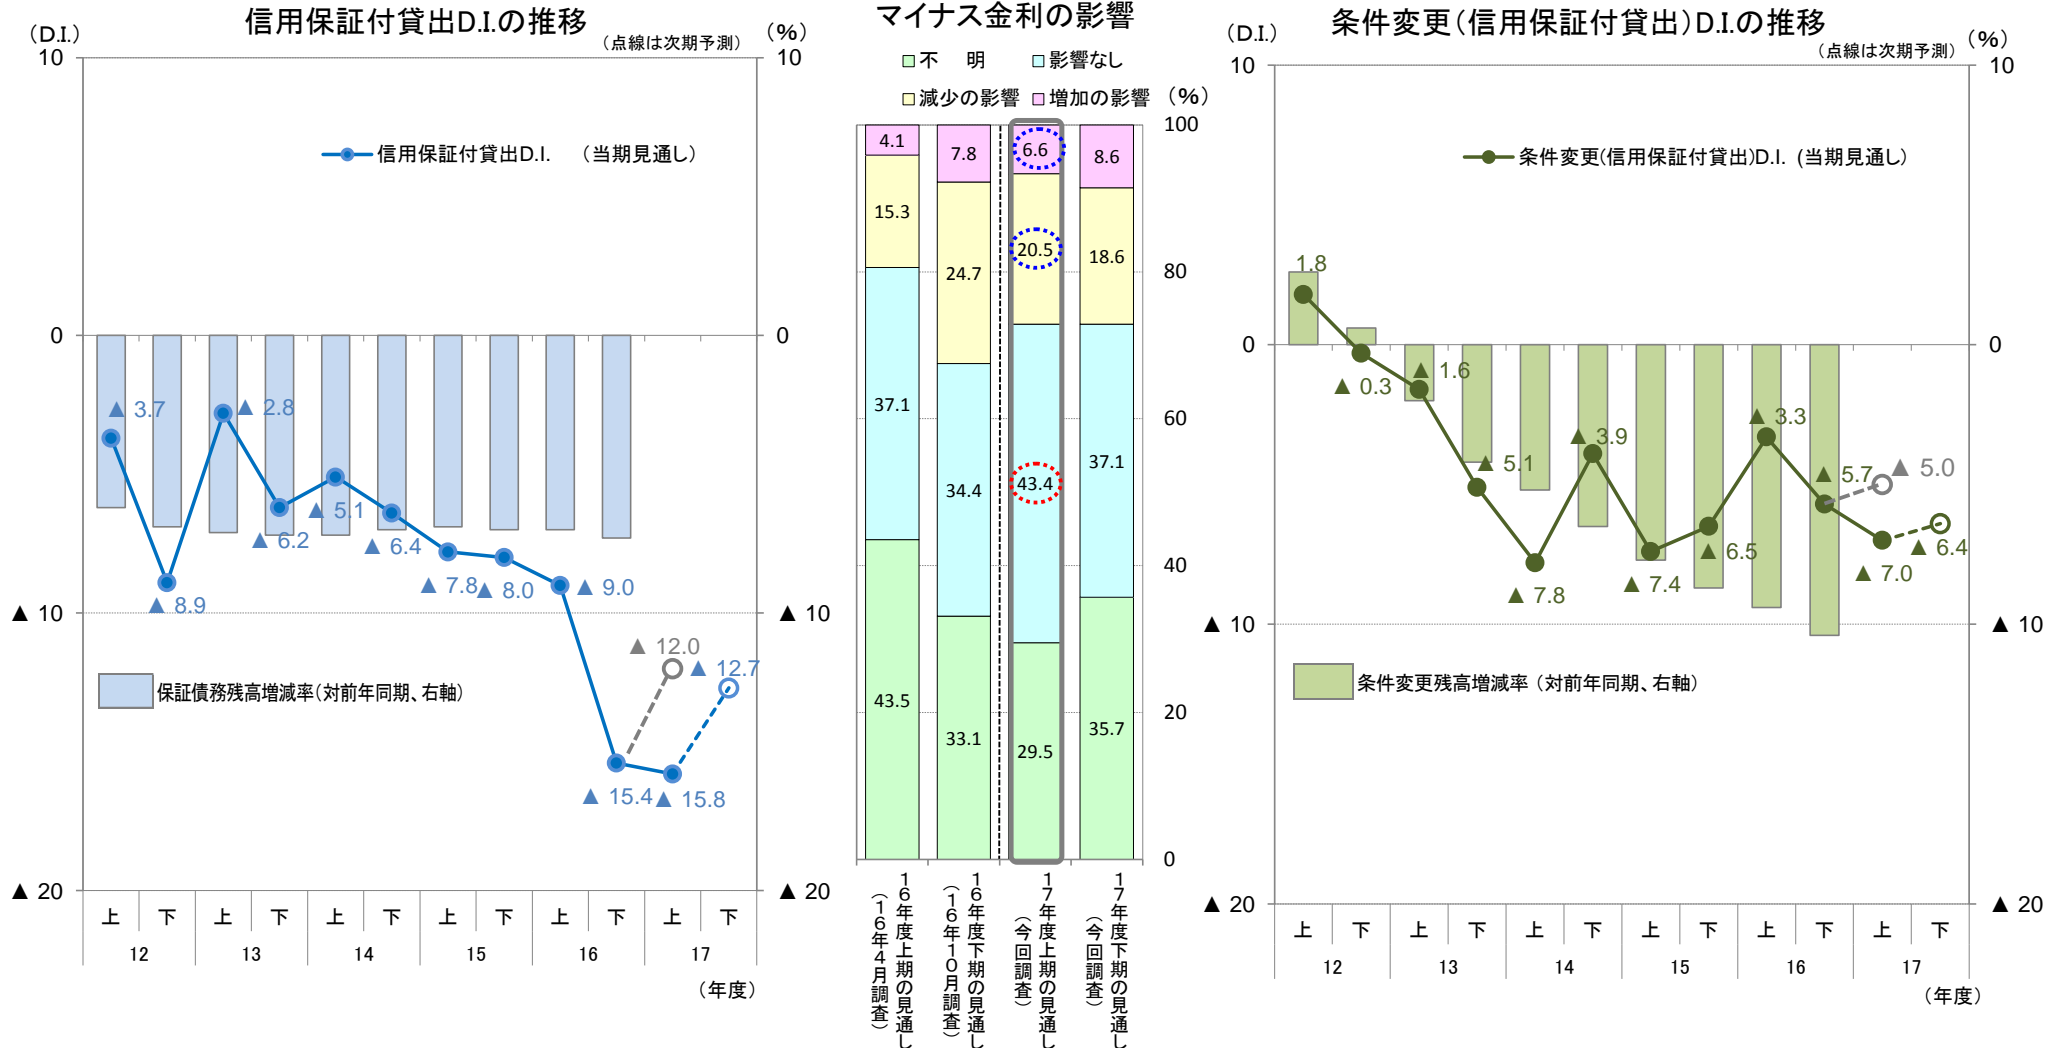 信用保証付貸出D.I.の推移
（D.I.）
（点線は次期予測）
（%）
10
10
信用保証付貸出D.I. （当期見通し）
0
0
▲ 3.7
▲ 8.9
▲ 2.8
▲ 6.2
▲ 5.1
▲ 6.4
▲ 7.8
▲ 8.0
▲ 9.0
▲ 15.4
▲ 15.8
▲ 12.0
▲ 12.7
▲ 10
▲ 10
保証債務残高増減率（対前年同期、右軸）
▲ 20
▲ 20
上 下 上 下 上 下 上 下 上 下 上 下
12 13 14 15 16 17
（年度）
マイナス金利の影響
不 明 影響なし
減少の影響 増加の影響
（%）
100
80
60
40
20
0
4.1
15.3
37.1
43.5
7.8
24.7
34.4
33.1
6.6
20.5
43.4
29.5
8.6
18.6
37.1
35.7
16年度上期の見通し
（16年4月調査）
16年度下期の見通し
（16年10月調査）
17年度上期の見通し
（今回調査）
17年度下期の見通し
（今回調査）
条件変更（信用保証付貸出）D.I.の推移
（D.I.）
（点線は次期予測）
（%）
10
10
条件変更(信用保証付貸出)D.I. (当期見通し）
0
0
1.8
▲ 0.3
▲ 1.6
▲ 5.1
▲ 7.8
▲ 3.9
▲ 7.4
▲ 6.5
▲ 3.3
▲ 5.7
▲ 7.0
▲ 5.0
▲ 6.4
▲ 10
▲ 10
条件変更残高増減率（対前年同期、右軸）
▲ 20
▲ 20
上 下 上 下 上 下 上 下 上 下 上 下
12 13 14 15 16 17
（年度）